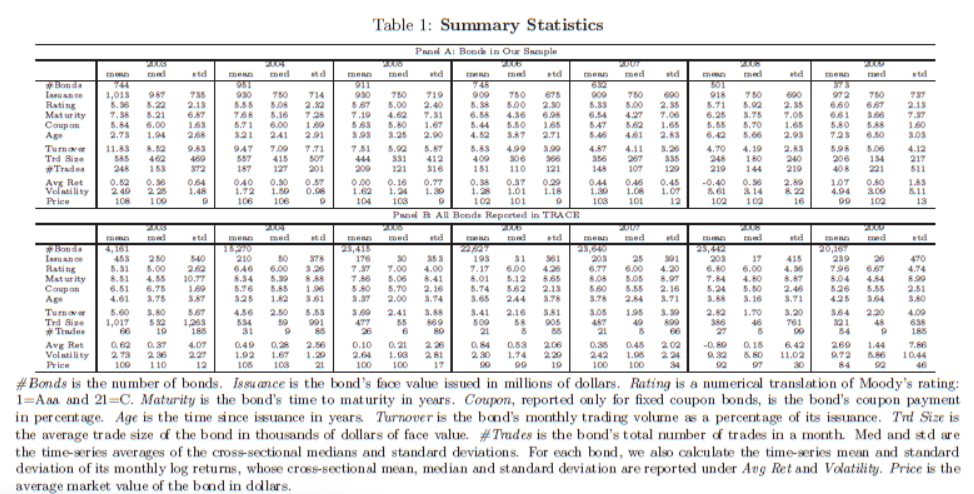 Table 1: Summary Statistics
Panel A: Bonds in Our Sample
2003 2004 2005 2006 2007 2008 2009
mean med std mean med std mean med std mean med std mean med std mean med std mean med std
#Bonds 744 951 911 748 632 501 373
Issuance 1,013 987 735 930 750 714 930 750 719 909 750 675 909 750 690 918 750 690 972 750 737
Rating 5.36 5.22 2.13 5.55 5.08 2.32 5.67 5.00 2.40 5.38 5.00 2.30 5.33 5.00 2.35 5.71 5.92 2.35 6.60 6.67 2.13
Maturity 7.38 5.21 6.87 7.68 5.16 7.28 7.19 4.62 7.31 6.58 4.36 6.98 6.54 4.27 7.06 6.25 3.75 7.05 6.61 3.66 7.37
Coupon 5.84 6.00 1.63 5.71 6.00 1.69 5.63 5.80 1.67 5.44 5.50 1.65 5.47 5.62 1.65 5.55 5.70 1.65 5.80 5.88 1.60
Age 2.73 1.94 2.68 3.21 2.41 2.91 3.93 3.25 2.90 4.52 3.87 2.71 5.46 4.61 2.83 6.42 5.66 2.93 7.23 6.50 3.03
Turnover 11.83 8.52 9.83 9.47 7.09 7.71 7.51 5.92 5.87 5.83 4.99 3.99 4.87 4.11 3.26 4.70 4.19 2.83 5.98 5.06 4.12
Trd Size 585 462 469 557 415 507 444 331 412 409 306 366 356 267 335 248 180 240 206 134 217
#Trades 248 153 372 187 127 201 209 121 316 151 110 121 148 107 129 219 144 219 408 221 511
Avg Ret 0.52 0.36 0.64 0.40 0.30 0.57 0.00 0.16 0.77 0.38 0.37 0.29 0.44 0.46 0.45 -0.40 0.36 2.89 1.07 0.80 1.83
Volatility 2.49 2.25 1.48 1.72 1.59 0.98 1.62 1.24 1.39 1.28 1.01 1.18 1.39 1.08 1.07 5.61 3.14 8.22 4.94 3.09 5.11
Price 108 109 9 106 106 9 104 103 9 102 101 9 103 101 12 102 102 16 99 102 13
Panel B: All Bonds Reported in TRACE
2003 2004 2005 2006 2007 2008 2009
mean med std mean med std mean med std mean med std mean med std mean med std mean med std
#Bonds 4,161 15,270 23,415 22,627 23,640 23,442 20,167
Issuance 453 250 540 210 50 378 176 30 353 193 31 361 203 25 391 203 17 415 239 26 470
Rating 5.31 5.00 2.62 6.46 6.00 3.26 7.37 7.00 4.00 7.17 6.00 4.26 6.77 6.00 4.20 6.80 6.00 4.36 7.96 6.67 4.74
Maturity 8.51 4.55 10.77 8.34 5.39 8.88 7.86 5.06 8.41 8.01 5.12 8.65 8.08 5.05 8.97 7.84 4.80 8.87 8.04 4.84 8.99
Coupon 6.51 6.75 1.69 5.76 5.85 1.96 5.80 5.70 2.16 5.74 5.62 2.13 5.60 5.55 2.16 5.24 5.50 2.46 5.26 5.55 2.51
Age 4.61 3.75 3.87 3.25 1.82 3.61 3.37 2.00 3.74 3.65 2.44 3.78 3.78 2.84 3.71 3.88 3.16 3.71 4.25 3.64 3.80
Turnover 5.60 3.80 5.67 4.56 2.50 5.53 3.69 2.41 3.88 3.41 2.16 3.81 3.05 1.95 3.39 2.82 1.70 3.20 3.64 2.20 4.09
Trd Size 1,017 532 1,263 534 59 991 477 55 869 509 58 905 487 49 899 386 46 761 321 48 638
#Trades 66 19 185 31 9 85 26 6 89 21 5 55 21 5 66 27 5 99 54 9 185
Avg Ret 0.62 0.37 4.07 0.49 0.28 2.56 0.10 0.21 2.26 0.84 0.53 2.06 0.35 0.45 2.02 -0.89 0.15 6.42 2.69 1.44 7.86
Volatility 2.73 2.36 2.27 1.92 1.67 1.29 2.64 1.93 2.81 2.30 1.74 2.29 2.42 1.95 2.24 9.32 5.80 11.02 9.72 5.86 10.44
Price 109 110 12 105 103 21 100 100 17 99 99 19 100 100 34 92 97 30 84 92 46
#Bonds is the number of bonds. Issuance is the bond's face value issued in millions of dollars. Rating is a numerical translation of Moody's rating:
1=Aaa and 21=C. Maturity is the bond's time to maturity in years. Coupon, reported only for fixed coupon bonds, is the bond's coupon payment
in percentage. Age is the time since issuance in years. Turnover is the bond's monthly trading volume as a percentage of its issuance. Trd Size is
the average trade size of the bond in thousands of dollars of face value. #Trades is the bond's total number of trades in a month. Med and std are
the time-series averages of the cross-sectional medians and standard deviations. For each bond, we also calculate the time-series mean and standard
deviation of its monthly log returns, whose cross-sectional mean, median and standard deviation are reported under Avg Ret and Volatility. Price is the
average market value of the bond in dollars.